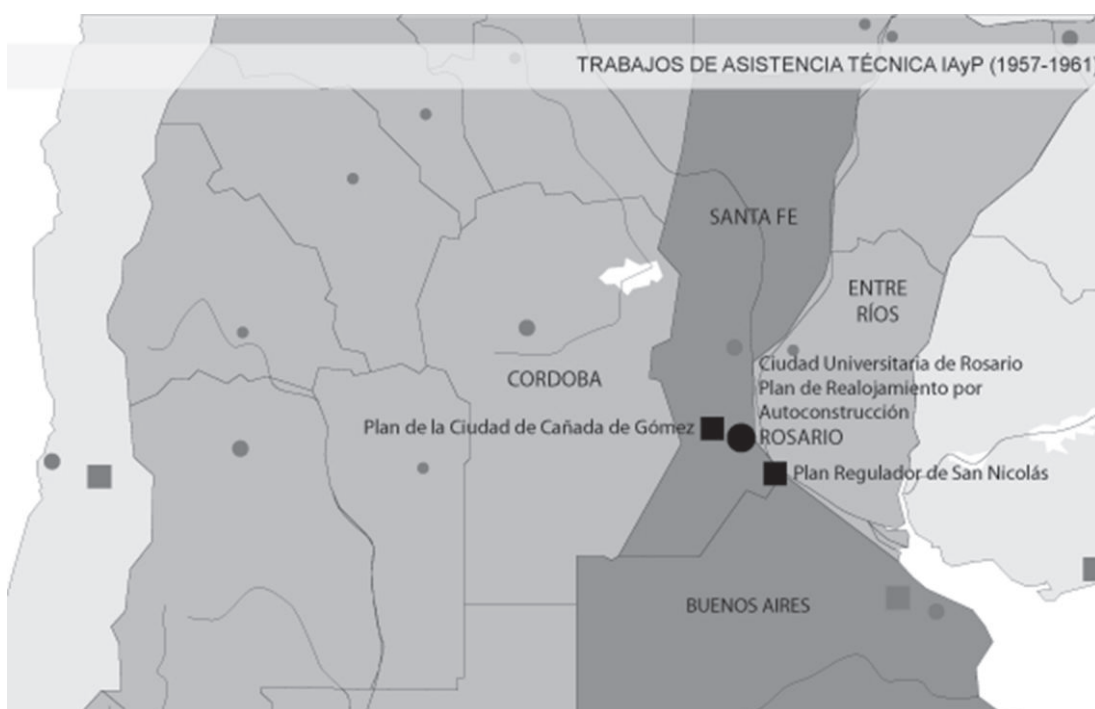 TRABAJOS DE ASISTENCIA TÉCNICA IAyP (1957-1961)
SANTA FE
ENTRE
RÍOS
Ciudad Universitaria de Rosario
Plan de Realojamiento por
Autoconstrucción
CORDOBA
Plan de la Ciudad de Cañada de Gómez
ROSARIO
Plan Regulador de San Nicolás
BUENOS AIRES